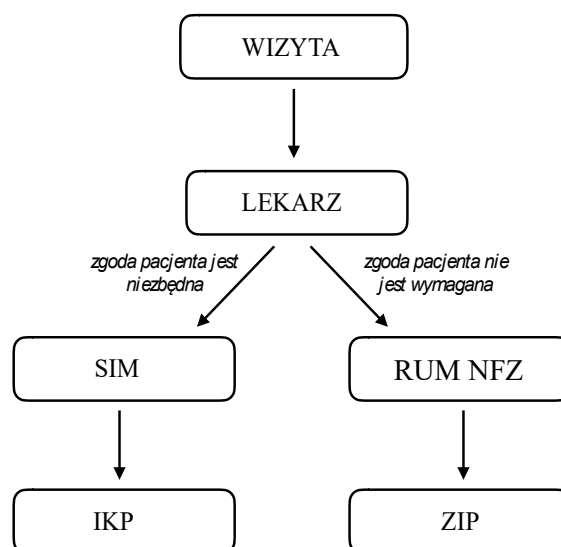 WIZYTA
LEKARZ
zgoda pacjenta jest
niezbędna
zgoda pacjenta nie
jest wymagana
SIM
RUM NFZ
IKP
ZIP